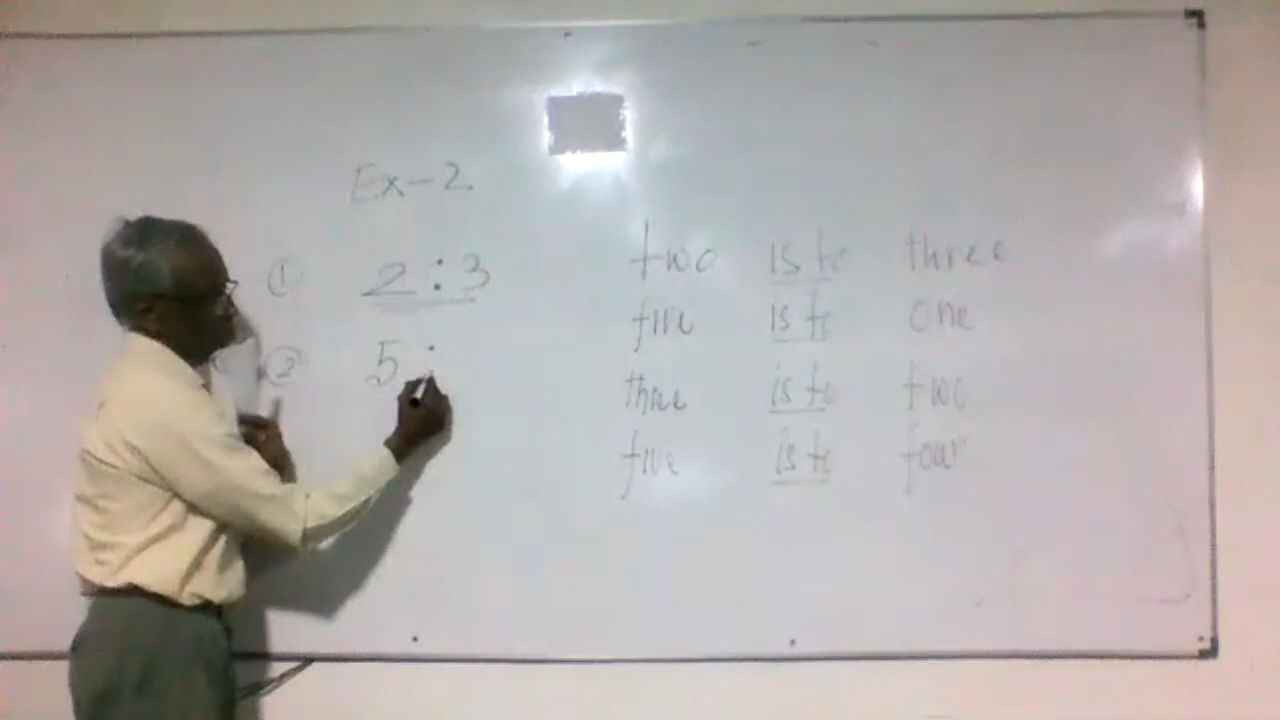 Ex-2.
① 2:3 two is to three
② 5: five is to one
three is to two
five is to four